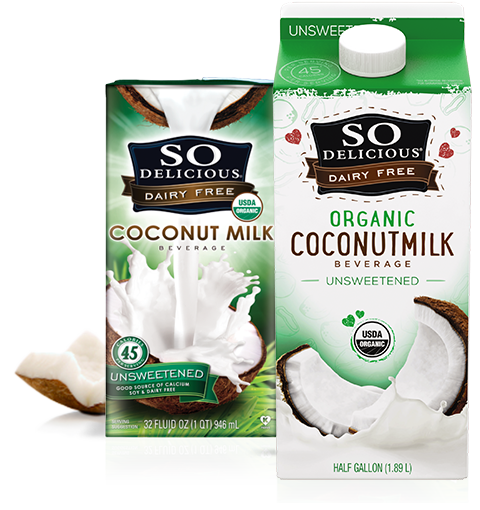 SO
DELICIOUS
DAIRY FREE
USDA
ORGANIC
COCONUT MILK
BEVERAGE
CALORIES
45
UNSWEETENED
GOOD SOURCE OF CALCIUM
SOY & DAIRY FREE
32 FLUID OZ (1 QT) 946 mL
UNSWEETE
45
SO
DELICIOUS®
DAIRY FREE
ORGANIC
COCONUTMILK
BEVERAGE
UNSWEETENED
USDA
ORGANIC
HALF GALLON (1.89 L)